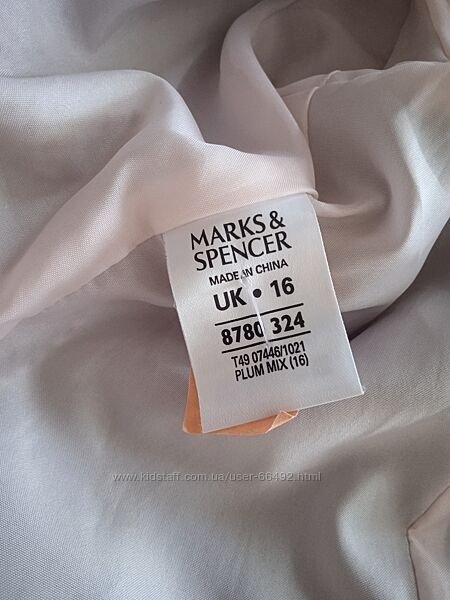 MARKS &
SPENCER
MADE IN CHINA
UK • 16
8780 324
T49 07446/1021
PLUM MIX (16)
www.kidstaff.com.ua/user-66492.html